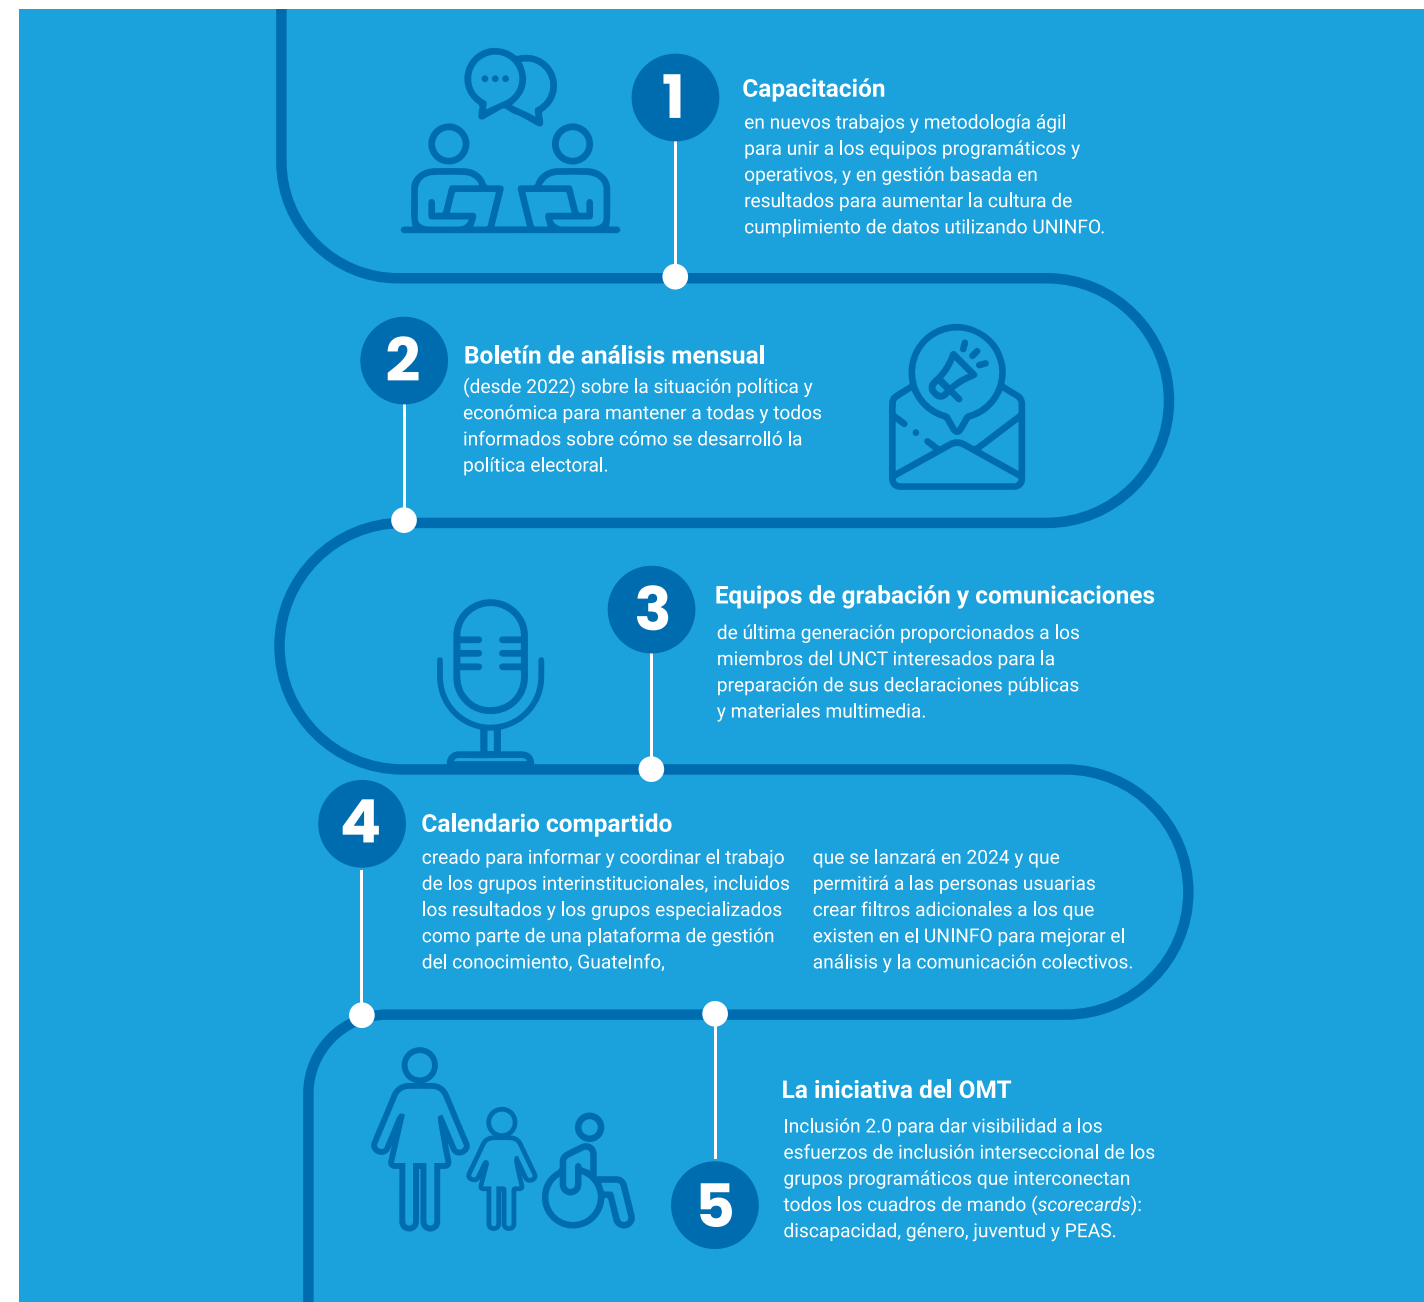 1
Capacitación
en nuevos trabajos y metodología ágil
para unir a los equipos programáticos y
operativos, y en gestión basada en
resultados para aumentar la cultura de
cumplimiento de datos utilizando UNINFO.
2
Boletín de análisis mensual
(desde 2022) sobre la situación política y
económica para mantener a todas y todos
informados sobre cómo se desarrolló la
política electoral.
3
Equipos de grabación y comunicaciones
de última generación proporcionados a los
miembros del UNCT interesados para la
preparación de sus declaraciones públicas
y materiales multimedia.
4
Calendario compartido
creado para informar y coordinar el trabajo
de los grupos interinstitucionales, incluidos
los resultados y los grupos especializados
como parte de una plataforma de gestión
del conocimiento, GuateInfo,
que se lanzará en 2024 y que
permitirá a las personas usuarias
crear filtros adicionales a los que
existen en el UNINFO para mejorar el
análisis y la comunicación colectivos.
5
La iniciativa del OMT
Inclusión 2.0 para dar visibilidad a los
esfuerzos de inclusión interseccional de los
grupos programáticos que interconectan
todos los cuadros de mando (scorecards):
discapacidad, género, juventud y PEAS.